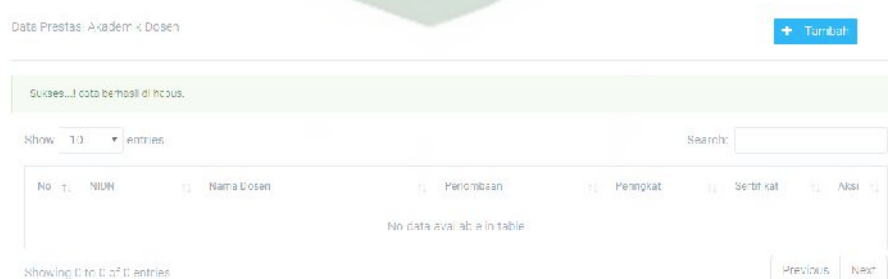 Data Prestasi Akademik Dosen
+ Tambah
Sukses...! data berhasil di hapus.
Show 10 entries
Search:
No NIDN Nama Dosen Perlombaan Peringkat Sertifikat Aksi
No data available in table
Showing 0 to 0 of 0 entries
Previous Next